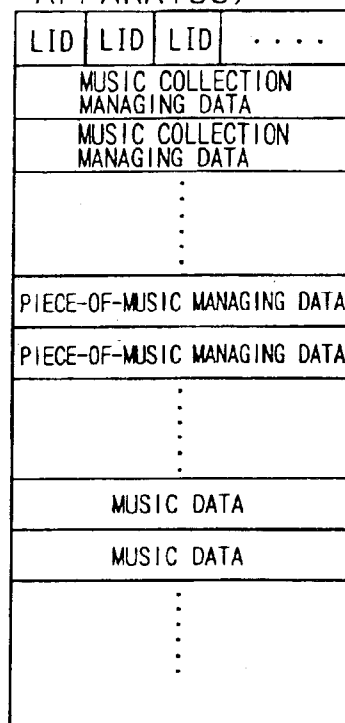 LID LID LID ....
MUSIC COLLECTION
MANAGING DATA
MUSIC COLLECTION
MANAGING DATA
PIECE-OF-MUSIC MANAGING DATA
PIECE-OF-MUSIC MANAGING DATA
MUSIC DATA
MUSIC DATA